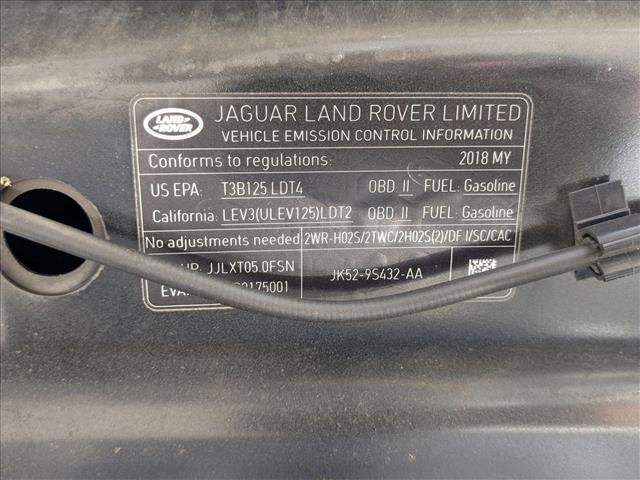 LAND ROVER
JAGUAR LAND ROVER LIMITED
VEHICLE EMISSION CONTROL INFORMATION
Conforms to regulations: 2018 MY
US EPA: T3B125 LDT4 OBD II FUEL: Gasoline
California: LEV3(ULEV125)LDT2 OBD II FUEL: Gasoline
No adjustments needed 2WR-HO2S/2TWC/2HO2S(2)/DFI/SC/CAC
JJLXT05.0FSN JK52-9S432-AA